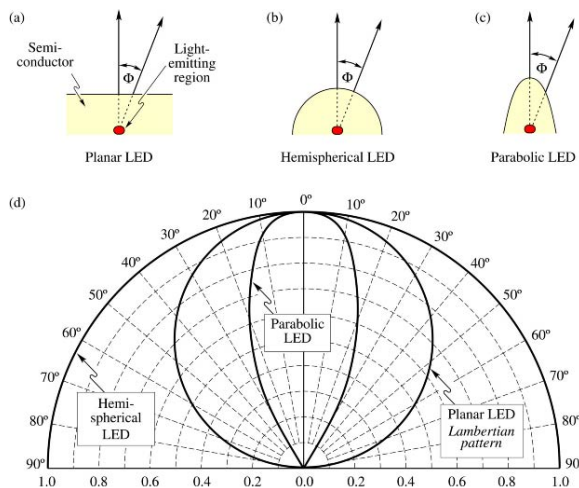 (a)
Semi-
conductor
Light-
emitting
region
Φ
Planar LED
(b)
Φ
Hemispherical LED
(c)
Φ
Parabolic LED
(d)
90º
80º
70º
60º
50º
40º
30º
20º
10º
0º
10º
20º
30º
40º
50º
60º
70º
80º
90º
Parabolic
LED
Hemi-
spherical
LED
Planar LED
Lambertian
pattern
1.0 0.8 0.6 0.4 0.2 0.0 0.2 0.4 0.6 0.8 1.0